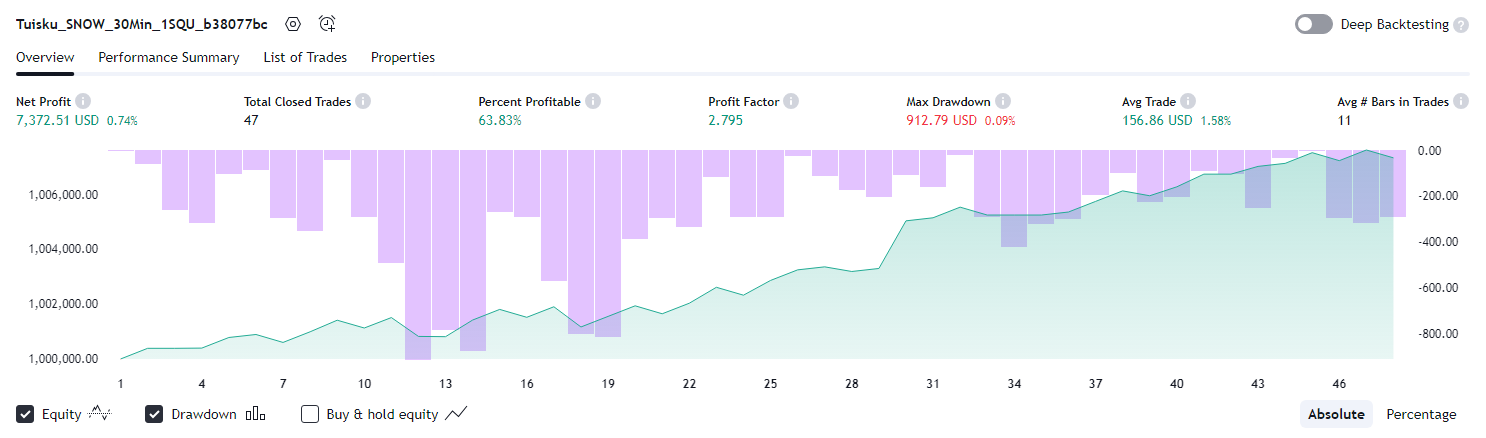 Tuisku_SNOW_30Min_1SQU_b38077bc
Deep Backtesting ?
Overview Performance Summary List of Trades Properties
Net Profit i Total Closed Trades i Percent Profitable i Profit Factor i Max Drawdown i Avg Trade i Avg # Bars in Trades i
7,372.51 USD 0.74% 47 63.83% 2.795 912.79 USD 0.09% 156.86 USD 1.58% 11
0.00
1,006,000.00 -200.00
1,004,000.00 -400.00
-600.00
1,002,000.00
-800.00
1,000,000.00
1 4 7 10 13 16 19 22 25 28 31 34 37 40 43 46
Equity Drawdown Buy & hold equity Absolute Percentage